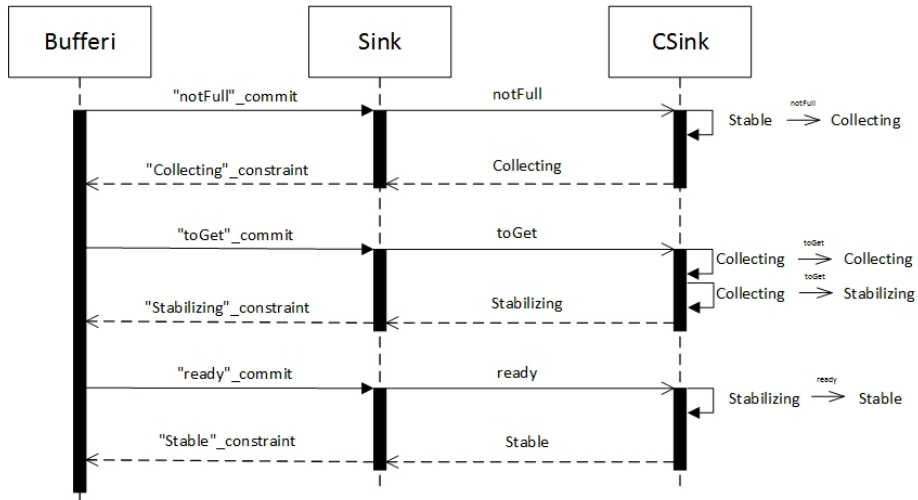 Bufferi
Sink
CSink
"notFull"_commit
notFull
Stable
notFull
Collecting
"Collecting"_constraint
Collecting
"toGet"_commit
toGet
Collecting
toGet
Collecting
Collecting
toGet
Stabilizing
"Stabilizing"_constraint
Stabilizing
"ready"_commit
ready
Stabilizing
ready
Stable
"Stable"_constraint
Stable